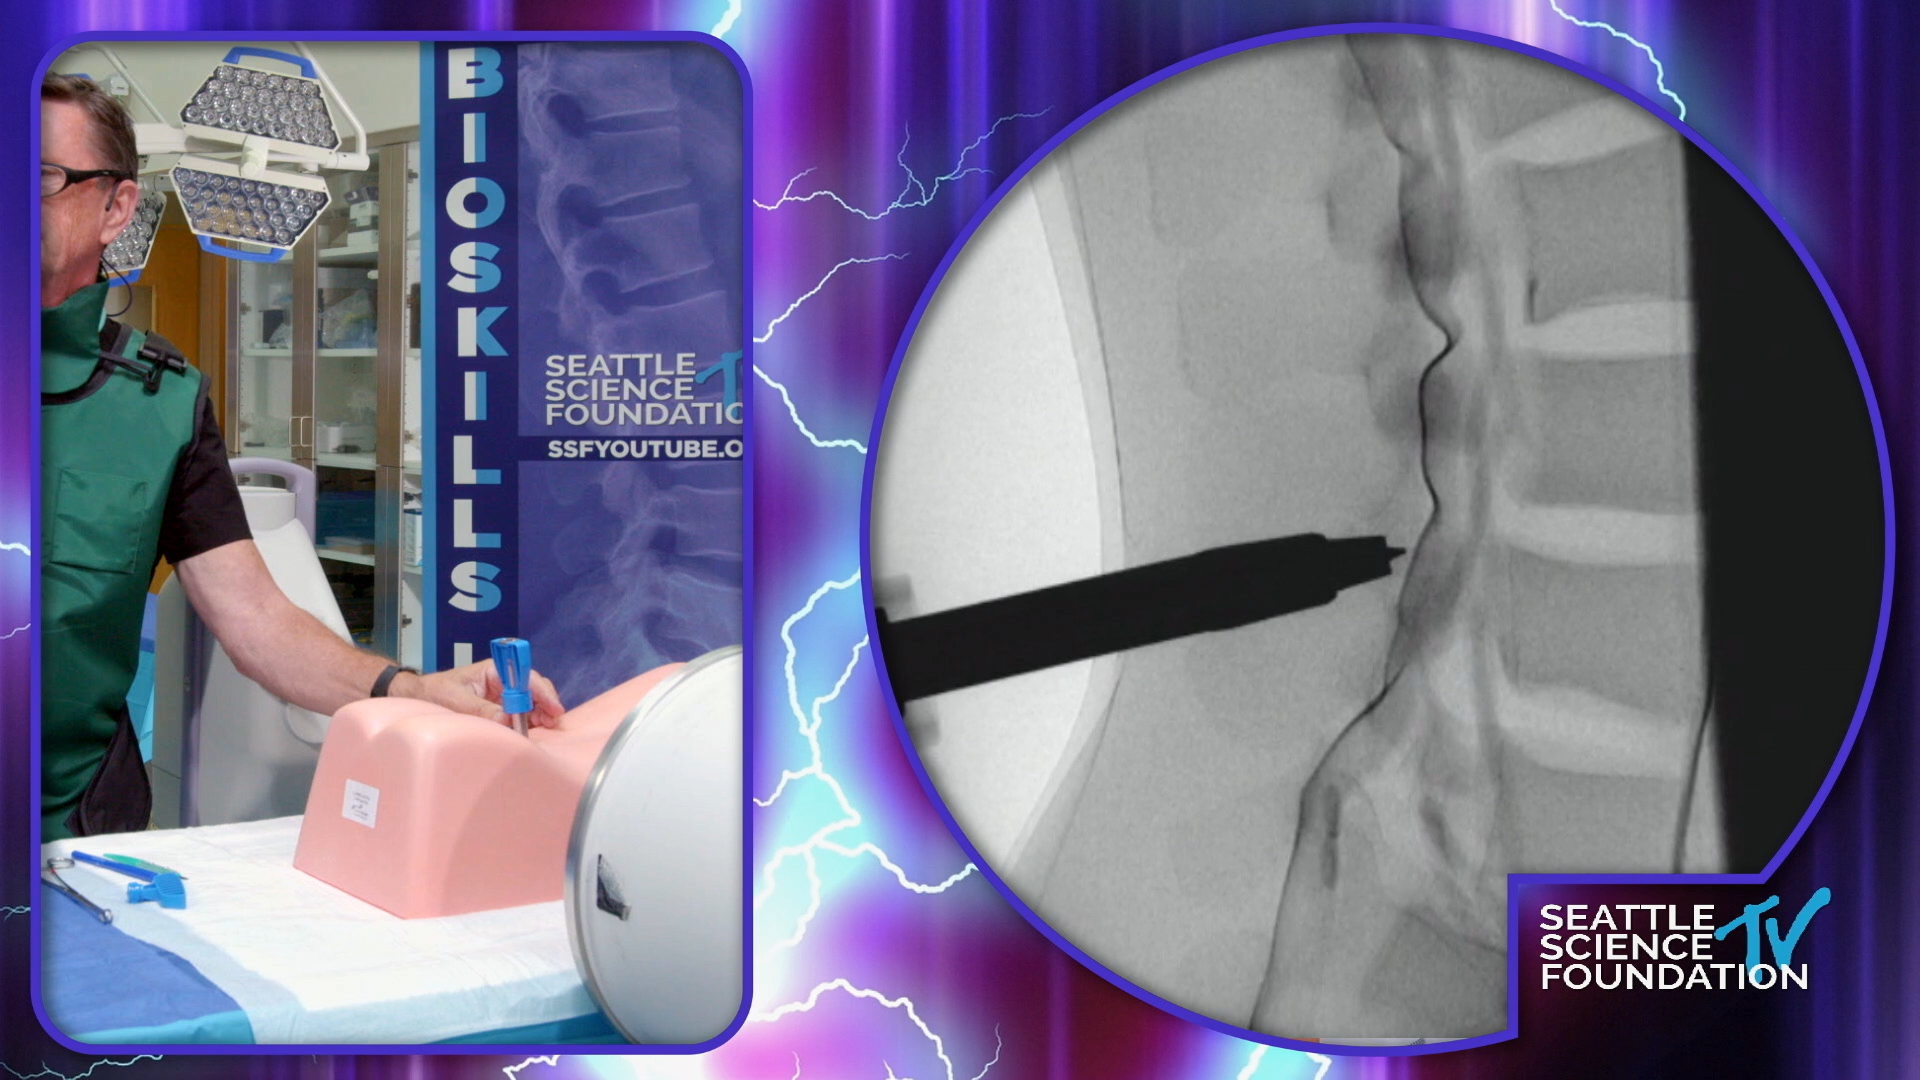 BIOSKILLS
SEATTLE
SCIENCE
FOUNDATIO
SSFYOUTUBE.O
SEATTLE
SCIENCE TV
FOUNDATION